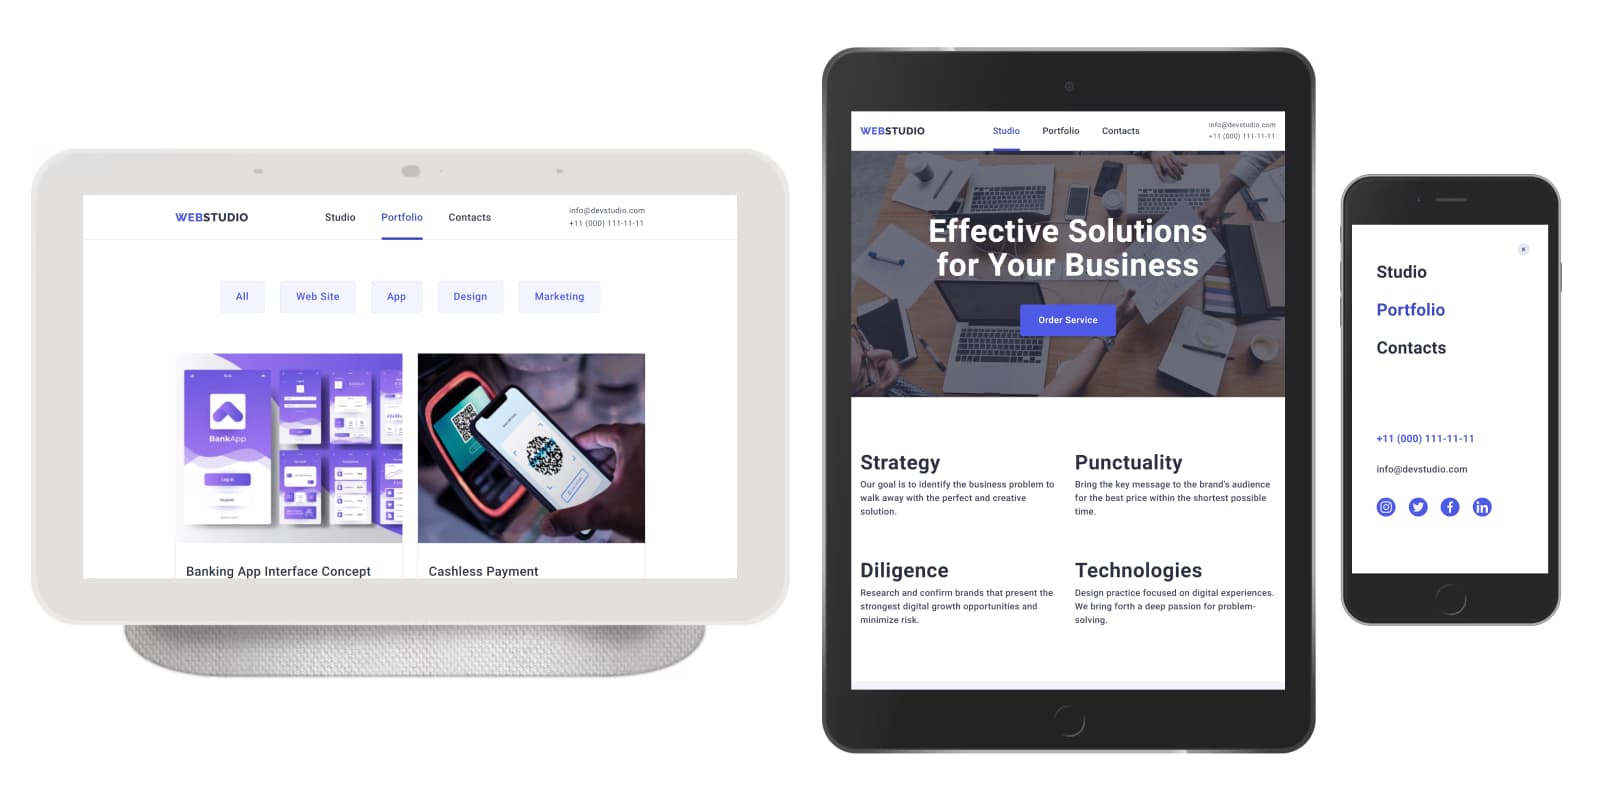 WEBSTUDIO
Studio
Portfolio
Contacts
info@devstudio.com
+11 (000) 111-11-11
All
Web Site
App
Design
Marketing
BankApp
Log in
Register
Banking App Interface Concept
Cashless Payment
WEBSTUDIO
Studio
Portfolio
Contacts
info@devstudio.com
+11 (000) 111-11-11
Effective Solutions
for Your Business
Order Service
Strategy
Our goal is to identify the business problem to
walk away with the perfect and creative
solution.
Punctuality
Bring the key message to the brand's audience
for the best price within the shortest possible
time.
Diligence
Research and confirm brands that present the
strongest digital growth opportunities and
minimize risk.
Technologies
Design practice focused on digital experiences.
We bring forth a deep passion for problem-
solving.
Studio
Portfolio
Contacts
+11 (000) 111-11-11
info@devstudio.com